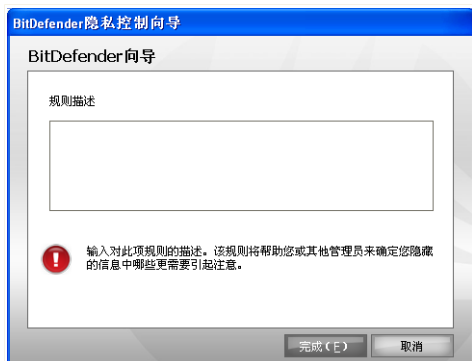 BitDefender隐私控制向导
BitDefender向导
规则描述
输入对此项规则的描述。该规则将帮助您或其他管理员来确定您隐藏
的信息中哪些更需要引起注意。
完成(F)
取消